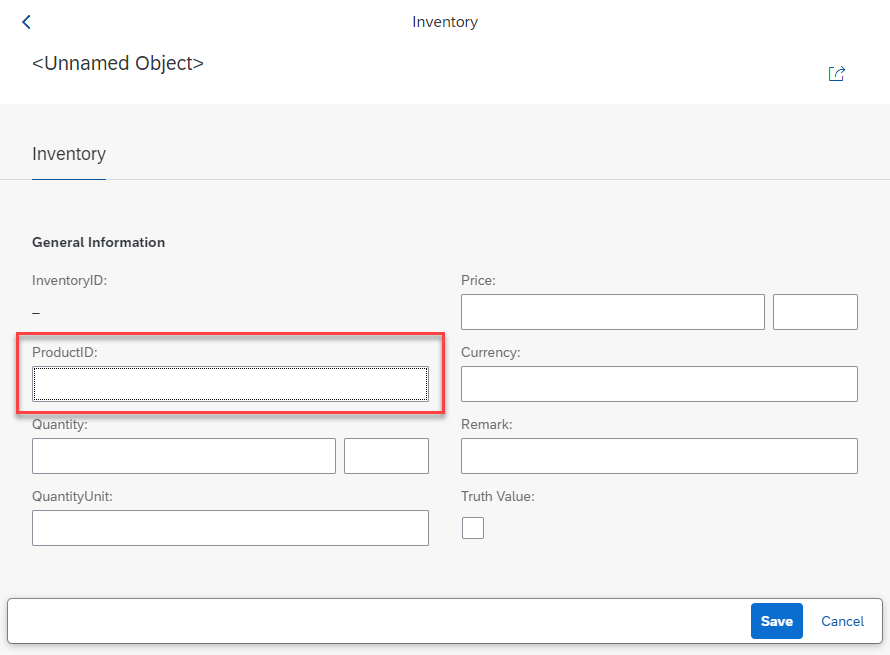 Inventory
<Unnamed Object>
Inventory
General Information
InventoryID:
–
Price:
ProductID:
Currency:
Quantity:
Remark:
QuantityUnit:
Truth Value:
Save Cancel